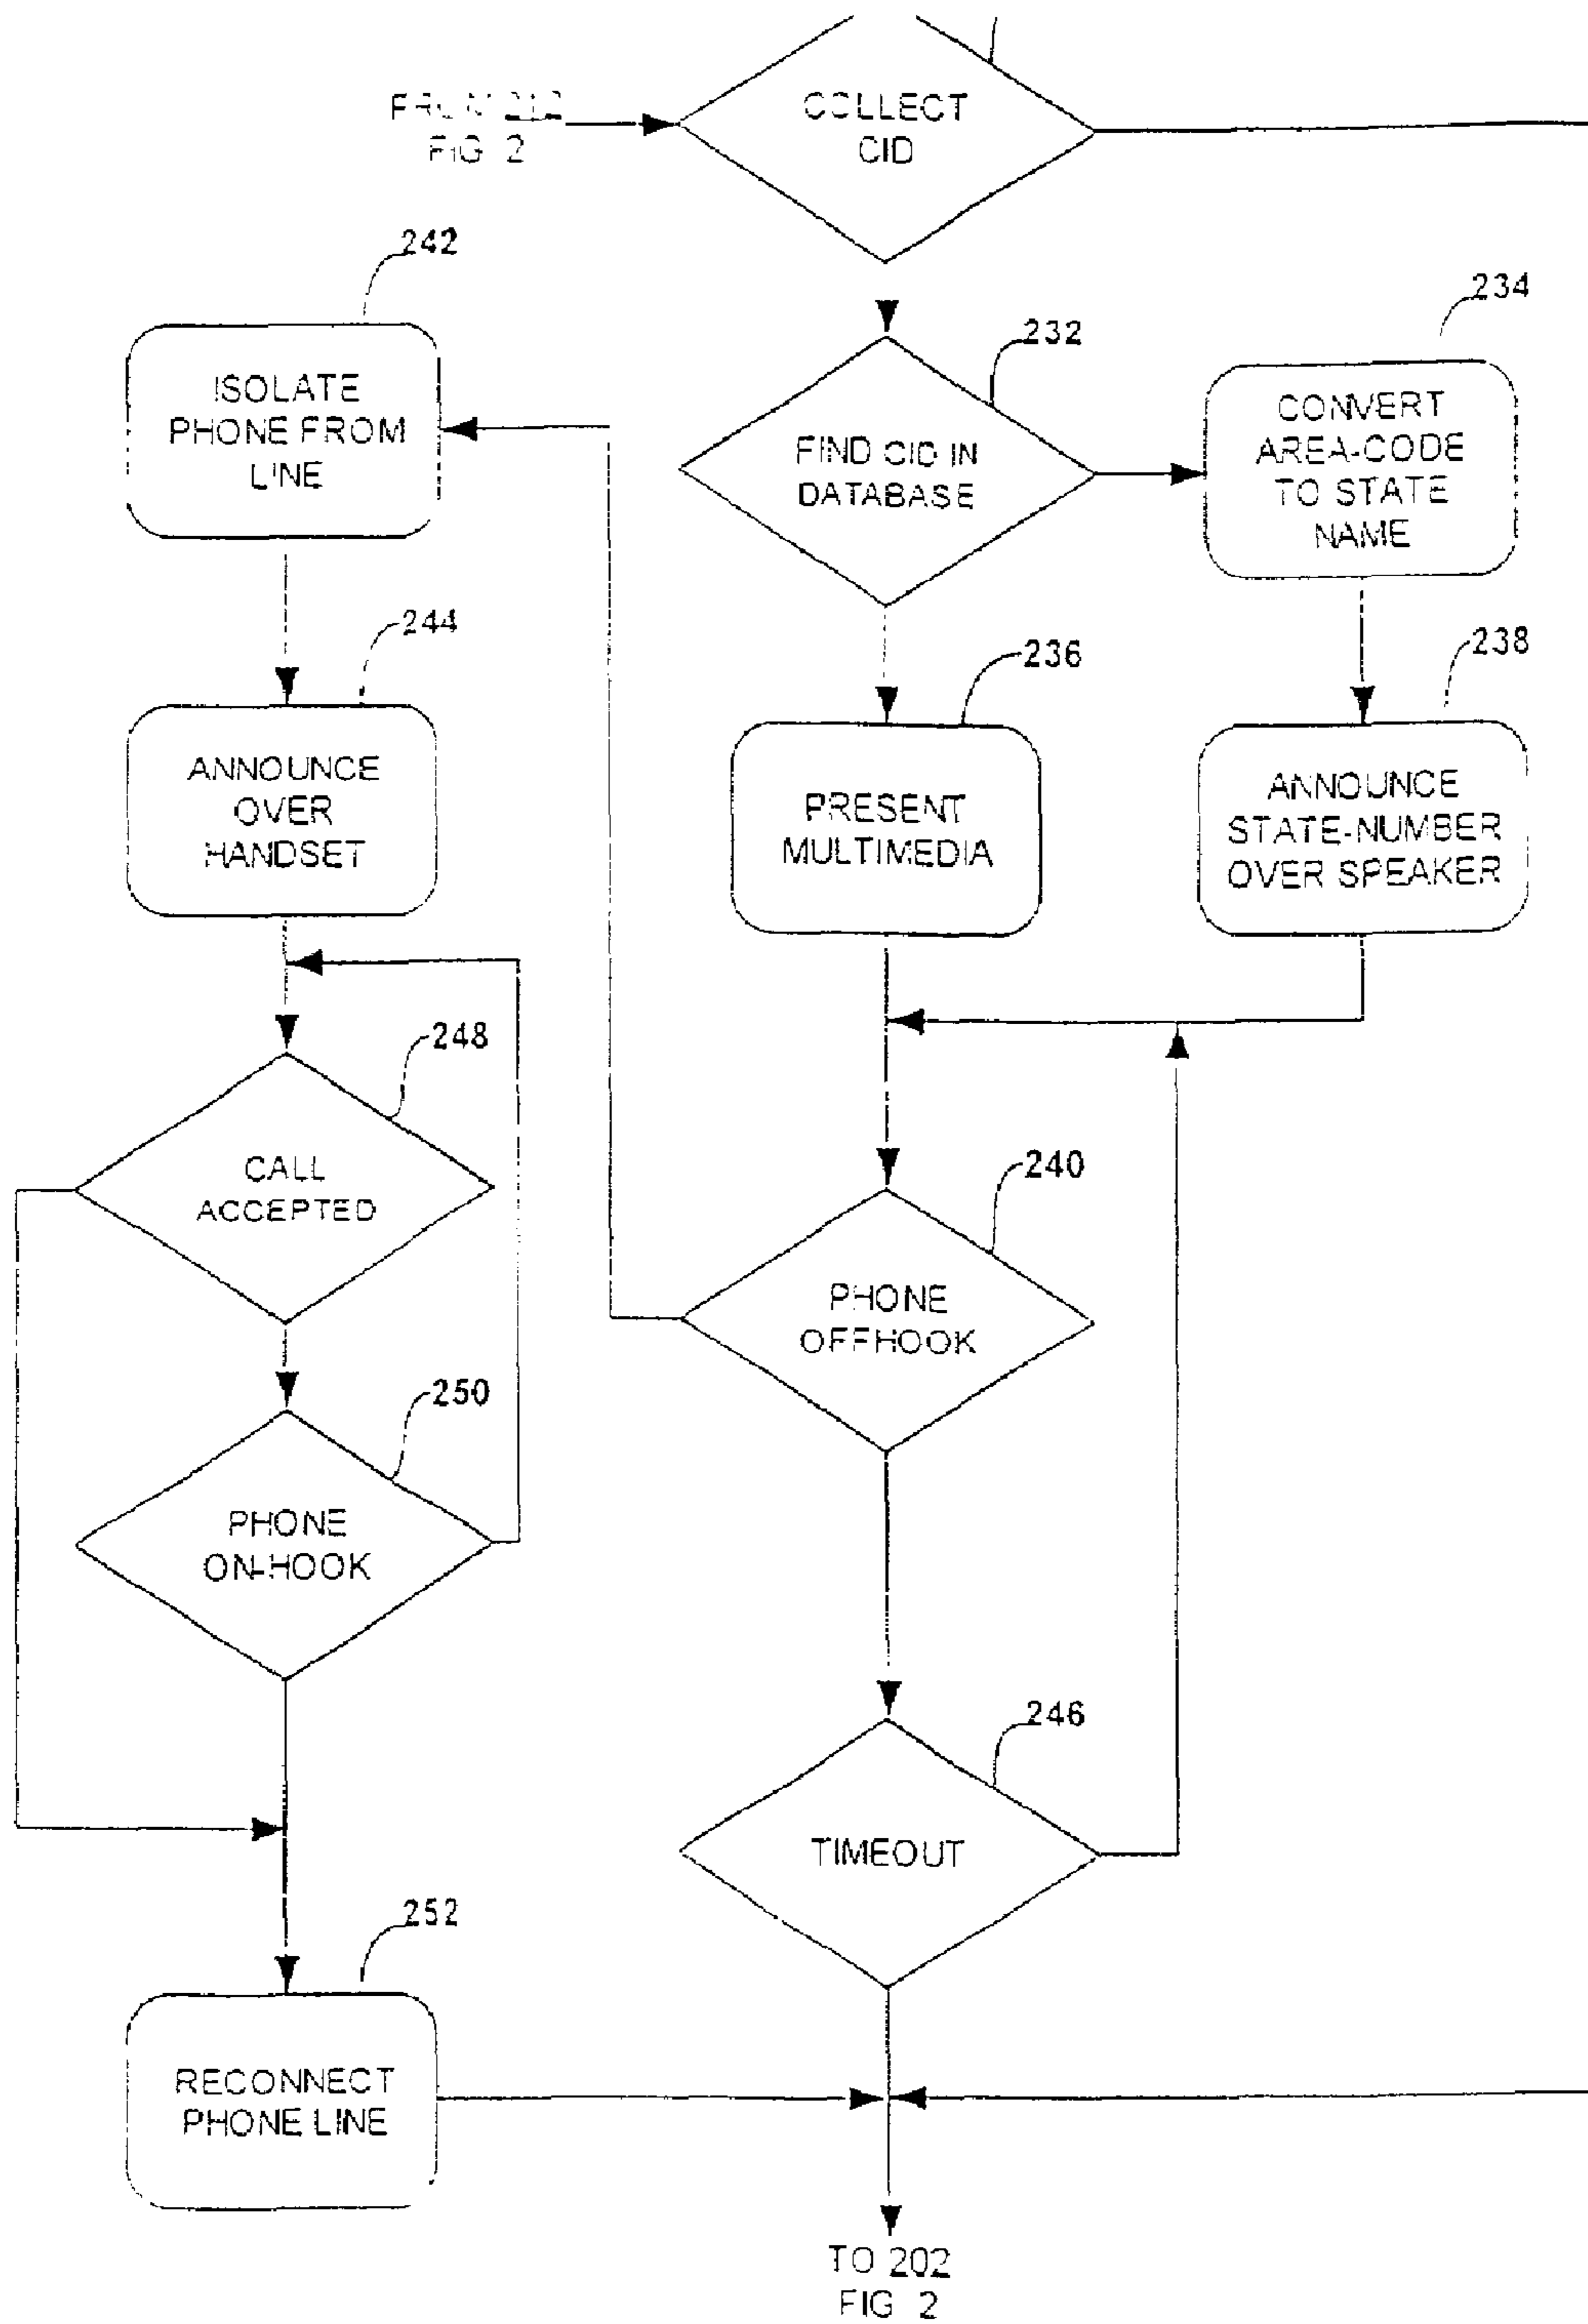 FROM 212
FIG 2
COLLECT
CID
242
234
232
ISOLATE
PHONE FROM
LINE
FIND CID IN
DATABASE
CONVERT
AREA-CODE
TO STATE
NAME
244
236
238
ANNOUNCE
OVER
HANDSET
PRESENT
MULTIMEDIA
ANNOUNCE
STATE-NUMBER
OVER SPEAKER
248
CALL
ACCEPTED
240
PHONE
OFFHOOK
250
PHONE
ON-HOOK
246
TIMEOUT
252
RECONNECT
PHONE LINE
TO 202
FIG 2